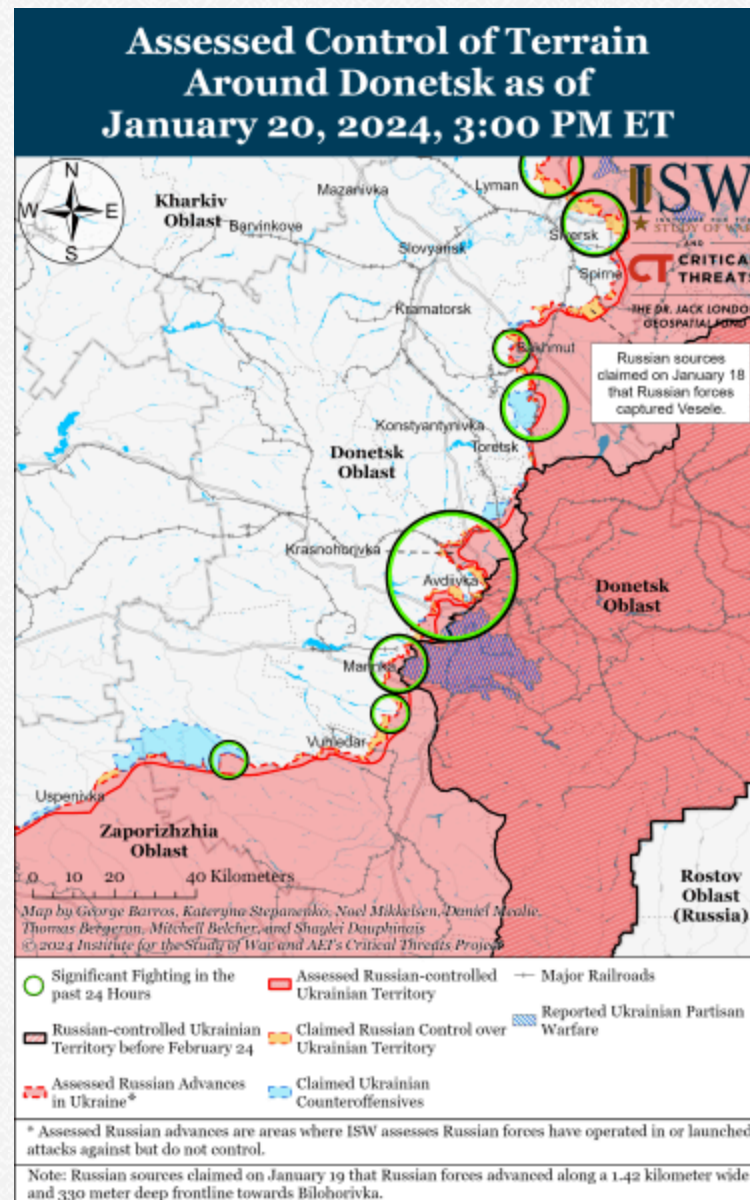 Assessed Control of Terrain
Around Donetsk as of
January 20, 2024, 3:00 PM ET
N
W
E
S
Kharkiv
Oblast
Mazanivka
Barvinkove
Lyman
ISW
STUDY OF WAR
AND
CT CRITICAL
THREATS
THE DR. JACK LONDON
GEOSPATIAL FUND
Siversk
Slovyansk
Spirne
Kramatorsk
Bakhmut
Russian sources
claimed on January 18
that Russian forces
captured Vesele.
Konstyantynivka
Toretsk
Donetsk
Oblast
Krasnohorivka
Avdiivka
Donetsk
Oblast
Marinka
Vuhledar
Uspenivka
Zaporizhzhia
Oblast
0 10 20 40 Kilometers
Rostov
Oblast
(Russia)
Map by George Barros, Kateryna Stepanenko, Noel Mikkelsen, Daniel Mealie,
Thomas Bergeron, Mitchell Belcher, and Shaylei Dauphinais
© 2024 Institute for the Study of War and AEI's Critical Threats Project
Significant Fighting in the
past 24 Hours
Russian-controlled Ukrainian
Territory before February 24
Assessed Russian Advances
in Ukraine*
Assessed Russian-controlled
Ukrainian Territory
Claimed Russian Control over
Ukrainian Territory
Claimed Ukrainian
Counteroffensives
Major Railroads
Reported Ukrainian Partisan
Warfare
* Assessed Russian advances are areas where ISW assesses Russian forces have operated in or launched
attacks against but do not control.
Note: Russian sources claimed on January 19 that Russian forces advanced along a 1.42 kilometer wide
and 330 meter deep frontline towards Bilohorivka.